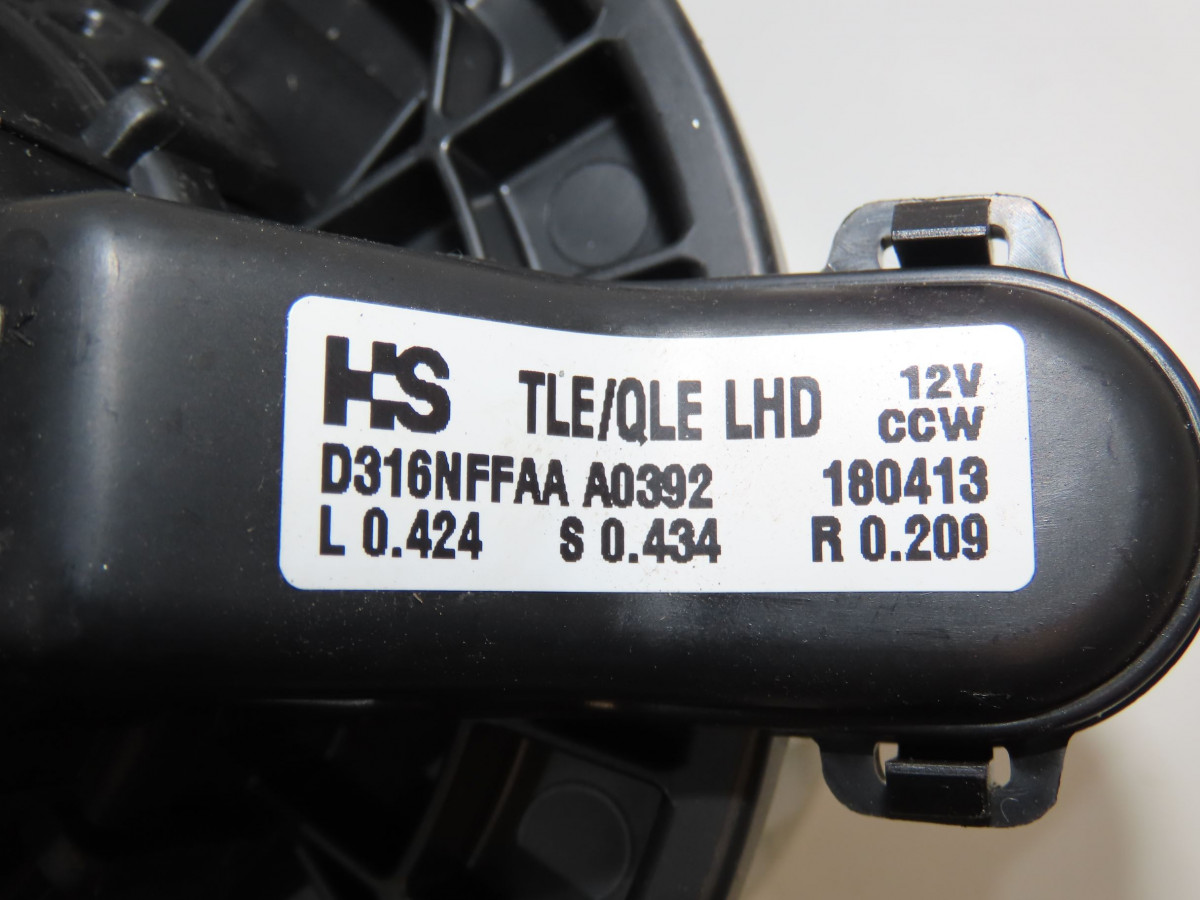 HS TLE/QLE LHD 12V
CCW
D316NFFAA A0392 180413
L 0.424 S 0.434 R 0.209